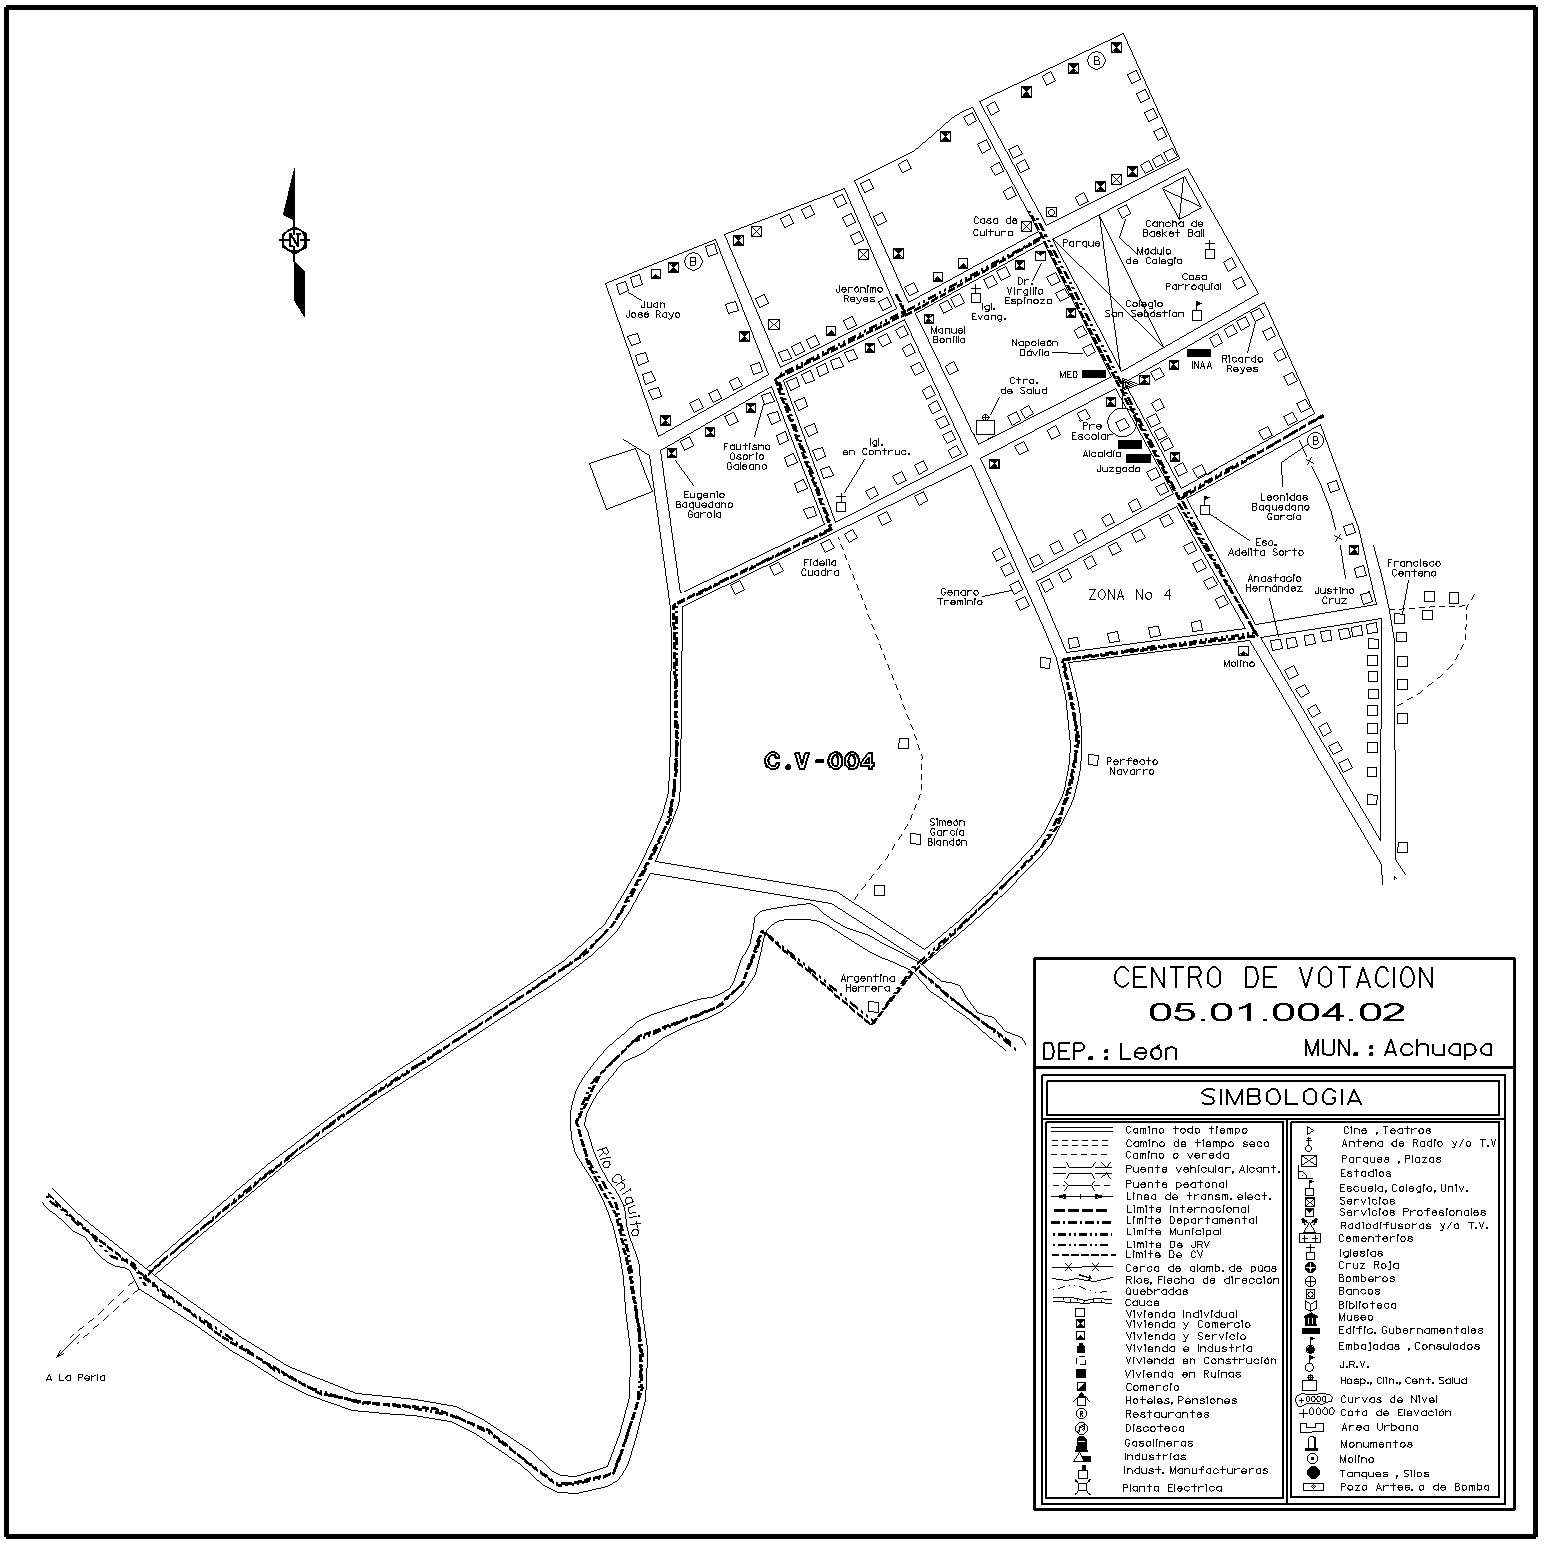 B
N
Casa de
Cultura
Cancha de
Basket Ball
Parque
Módulo
de Colegio
B
Juan
José Rayo
Jerónimo
Reyes
Dr.
Virgilio
Espinoza
Casa
Parroquial
Igl.
Evang.
Colegio
San Sebastian
Manuel
Bonilla
Napoleón
Dávila
MED
INAA
Ricardo
Reyes
Ctro.
de Salud
Pre
Escolar
Alcaldía
Juzgado
B
Fautismo
Osorio
Galeano
Igl.
en Contruc.
Eugenio
Baquedano
García
Leonidas
Baquedano
García
Esc.
Adelita Sorto
Fidelia
Cuadra
Genaro
Treminio
ZONA No 4
Anastacio
Hernández
Justino
Cruz
Francisco
Centeno
Molino
C.V-004
Perfecto
Navarro
Simeón
García
Blandón
Argentina
Herrera
Río Chiquito
A La Perla
CENTRO DE VOTACION
05.01.004.02
DEP.: León
MUN.: Achuapa
SIMBOLOGIA
Camino todo tiempo
Camino de tiempo seco
Camino o vereda
Puente vehicular, Alcant.
Puente peatonal
Línea de transm. elect.
Limite Internacional
Limite Departamental
Limite Municipal
Limite De JRV
Limite De CV
Cerca de alamb. de púas
Rios, Flecha de dirección
Quebradas
Cauce
Vivienda Individual
Vivienda y Comercio
Vivienda y Servicio
Vivienda e Industria
Vivienda en Construción
Vivienda en Ruinas
Comercio
Hoteles, Pensiones
R Restaurantes
Discoteca
Gasolineras
Industrias
Indust. Manufactureras
Planta Electrica
Cine , Teatros
Antena de Radio y/o T.V
Parques , Plazas
Estadios
Escuela, Colegio, Univ.
Servicios
Servicios Profesionales
Radiodifusoras y/o T.V.
Cementerios
Iglesias
Cruz Roja
Bomberos
Bancos
Biblioteca
Museo
Edific. Gubernamentales
Embajadas , Consulados
J.R.V.
Hosp., Clin., Cent. Salud
+0000 Curvas de Nivel
+0000 Cota de Elevación
Area Urbana
Monumentos
Molino
Tanques , Silos
Pozo Artes. o de Bomba